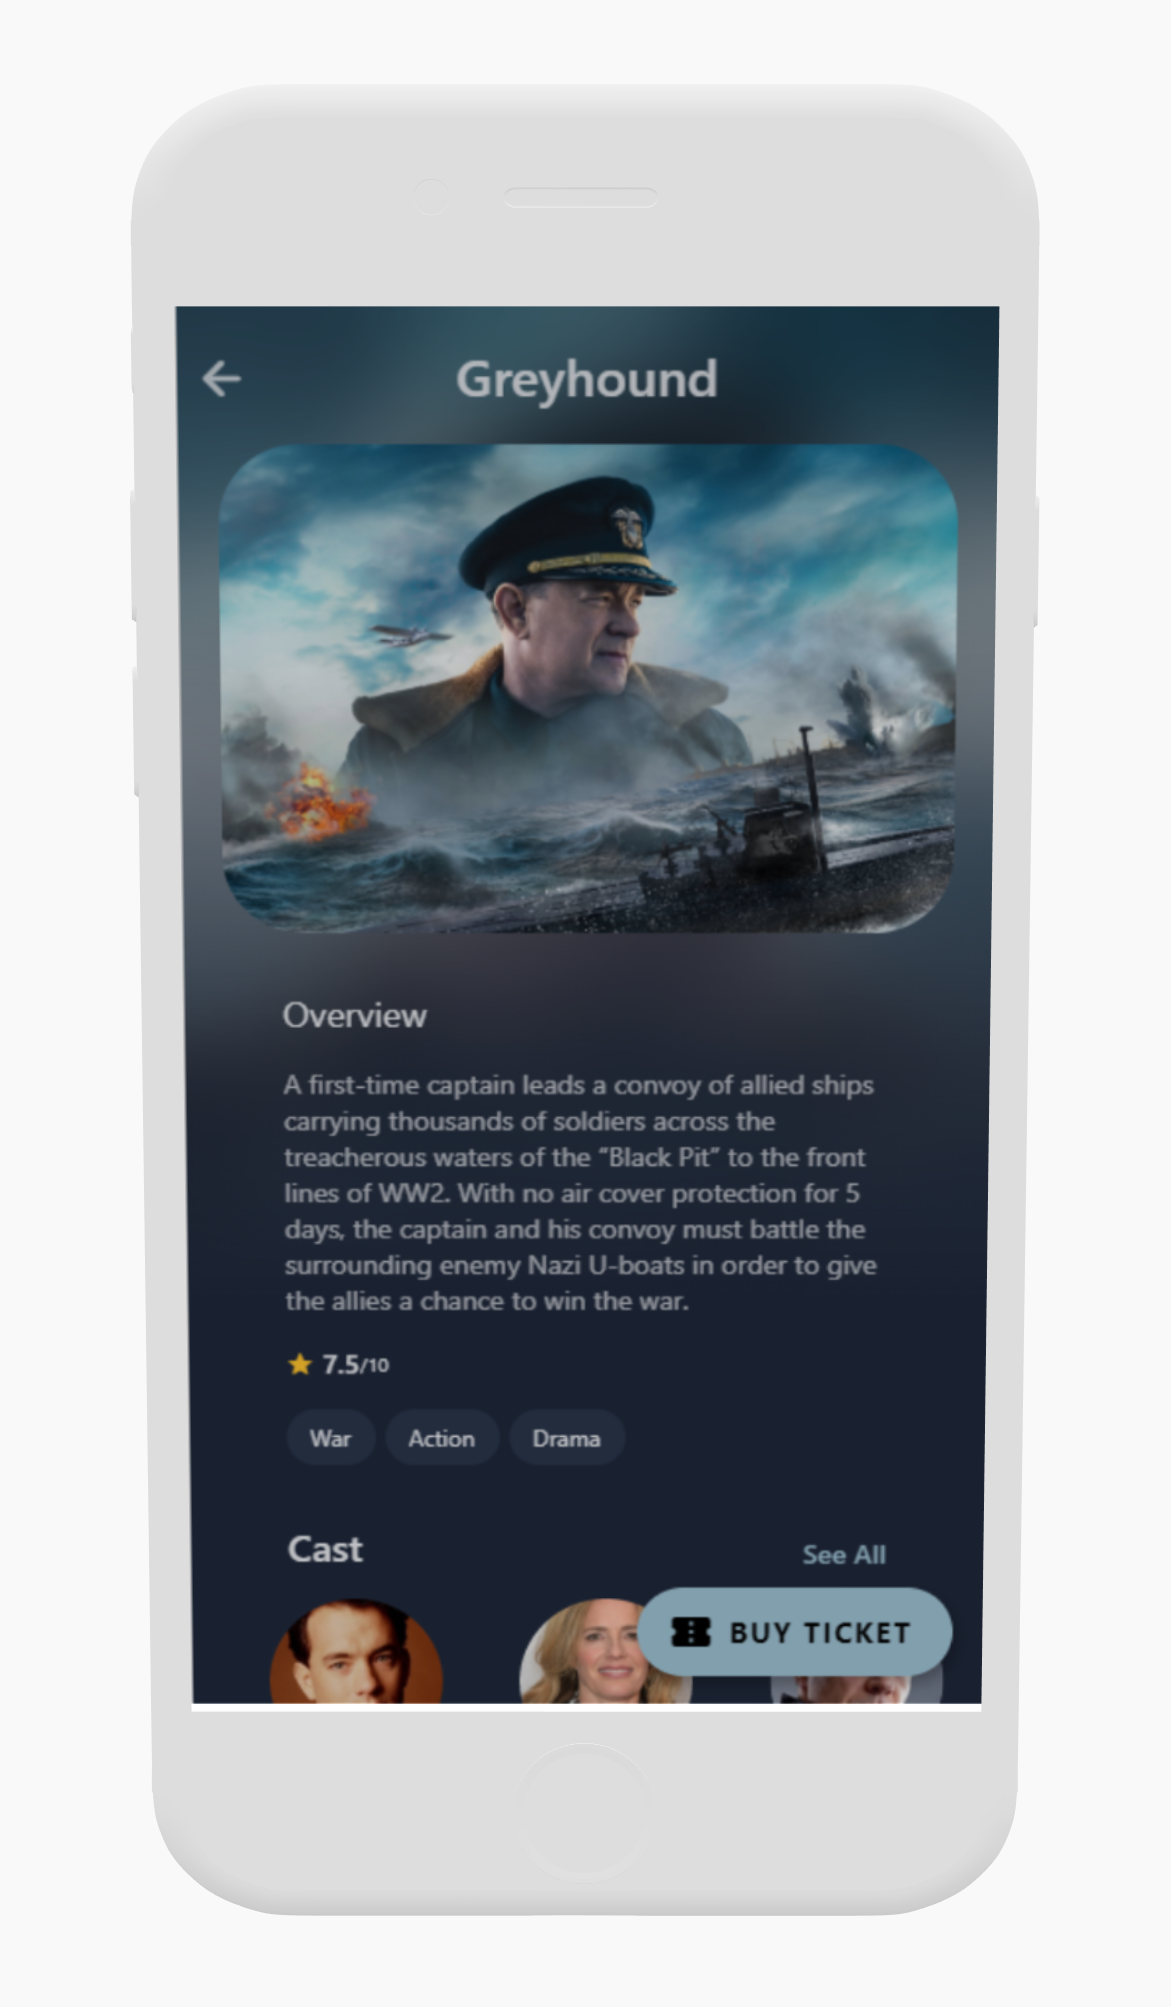 Greyhound
Overview
A first-time captain leads a convoy of allied ships
carrying thousands of soldiers across the
treacherous waters of the “Black Pit” to the front
lines of WW2. With no air cover protection for 5
days, the captain and his convoy must battle the
surrounding enemy Nazi U-boats in order to give
the allies a chance to win the war.
7.5/10
War Action Drama
Cast See All
BUY TICKET